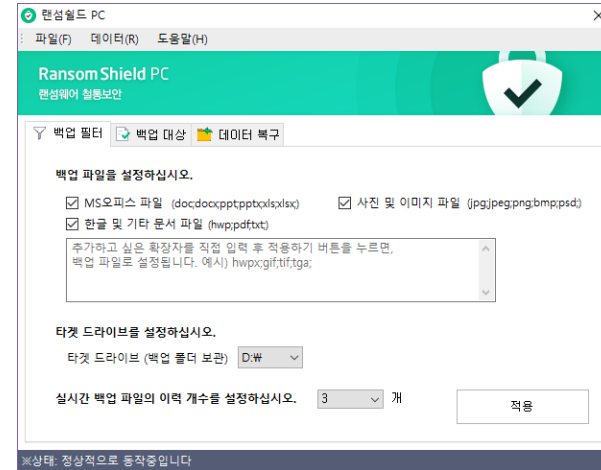 랜섬쉴드 PC
파일(F) 데이터(R) 도움말(H)
RansomShield PC
랜섬웨어 철통보안
백업 필터 백업 대상 데이터 복구
백업 파일을 설정하십시오.
MS오피스 파일 (doc;docx;ppt;pptx;xls;xlsx;) 사진 및 이미지 파일 (jpg;jpeg;png;bmp;psd;)
한글 및 기타 문서 파일 (hwp;pdf;txt;)
추가하고 싶은 확장자를 직접 입력 후 적용하기 버튼을 누르면,
백업 파일로 설정됩니다. 예시) hwpx;gif;tif;tga;
타겟 드라이브를 설정하십시오.
타겟 드라이브 (백업 폴더 보관) D:₩
실시간 백업 파일의 이력 개수를 설정하십시오. 3 개
적용
※상태: 정상적으로 동작중입니다